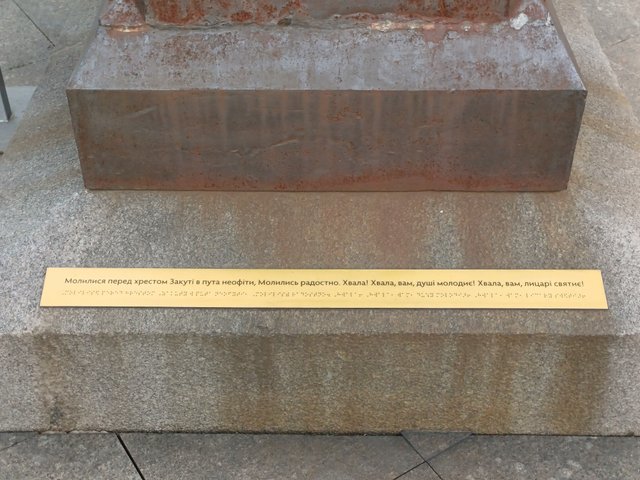 Молилися перед хрестом Закуті в пута неофіти, Молились радостно. Хвала! Хвала, вам, душі молодиє! Хвала, вам, лицарі святиє!